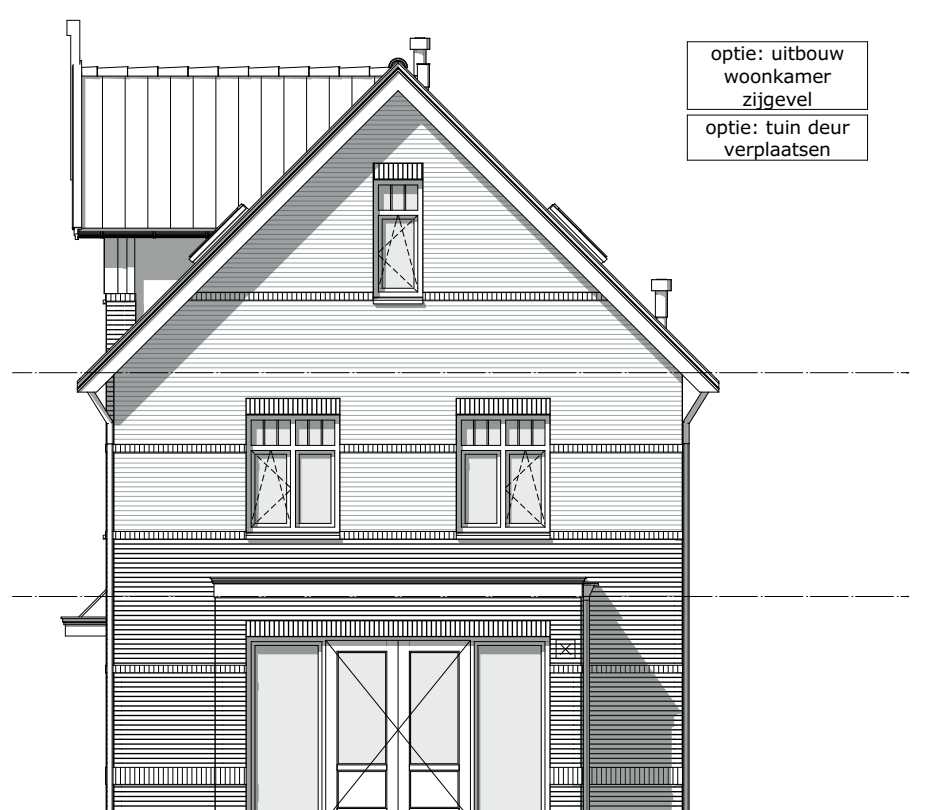 optie: uitbouw
woonkamer
zijgevel
optie: tuin deur
verplaatsen